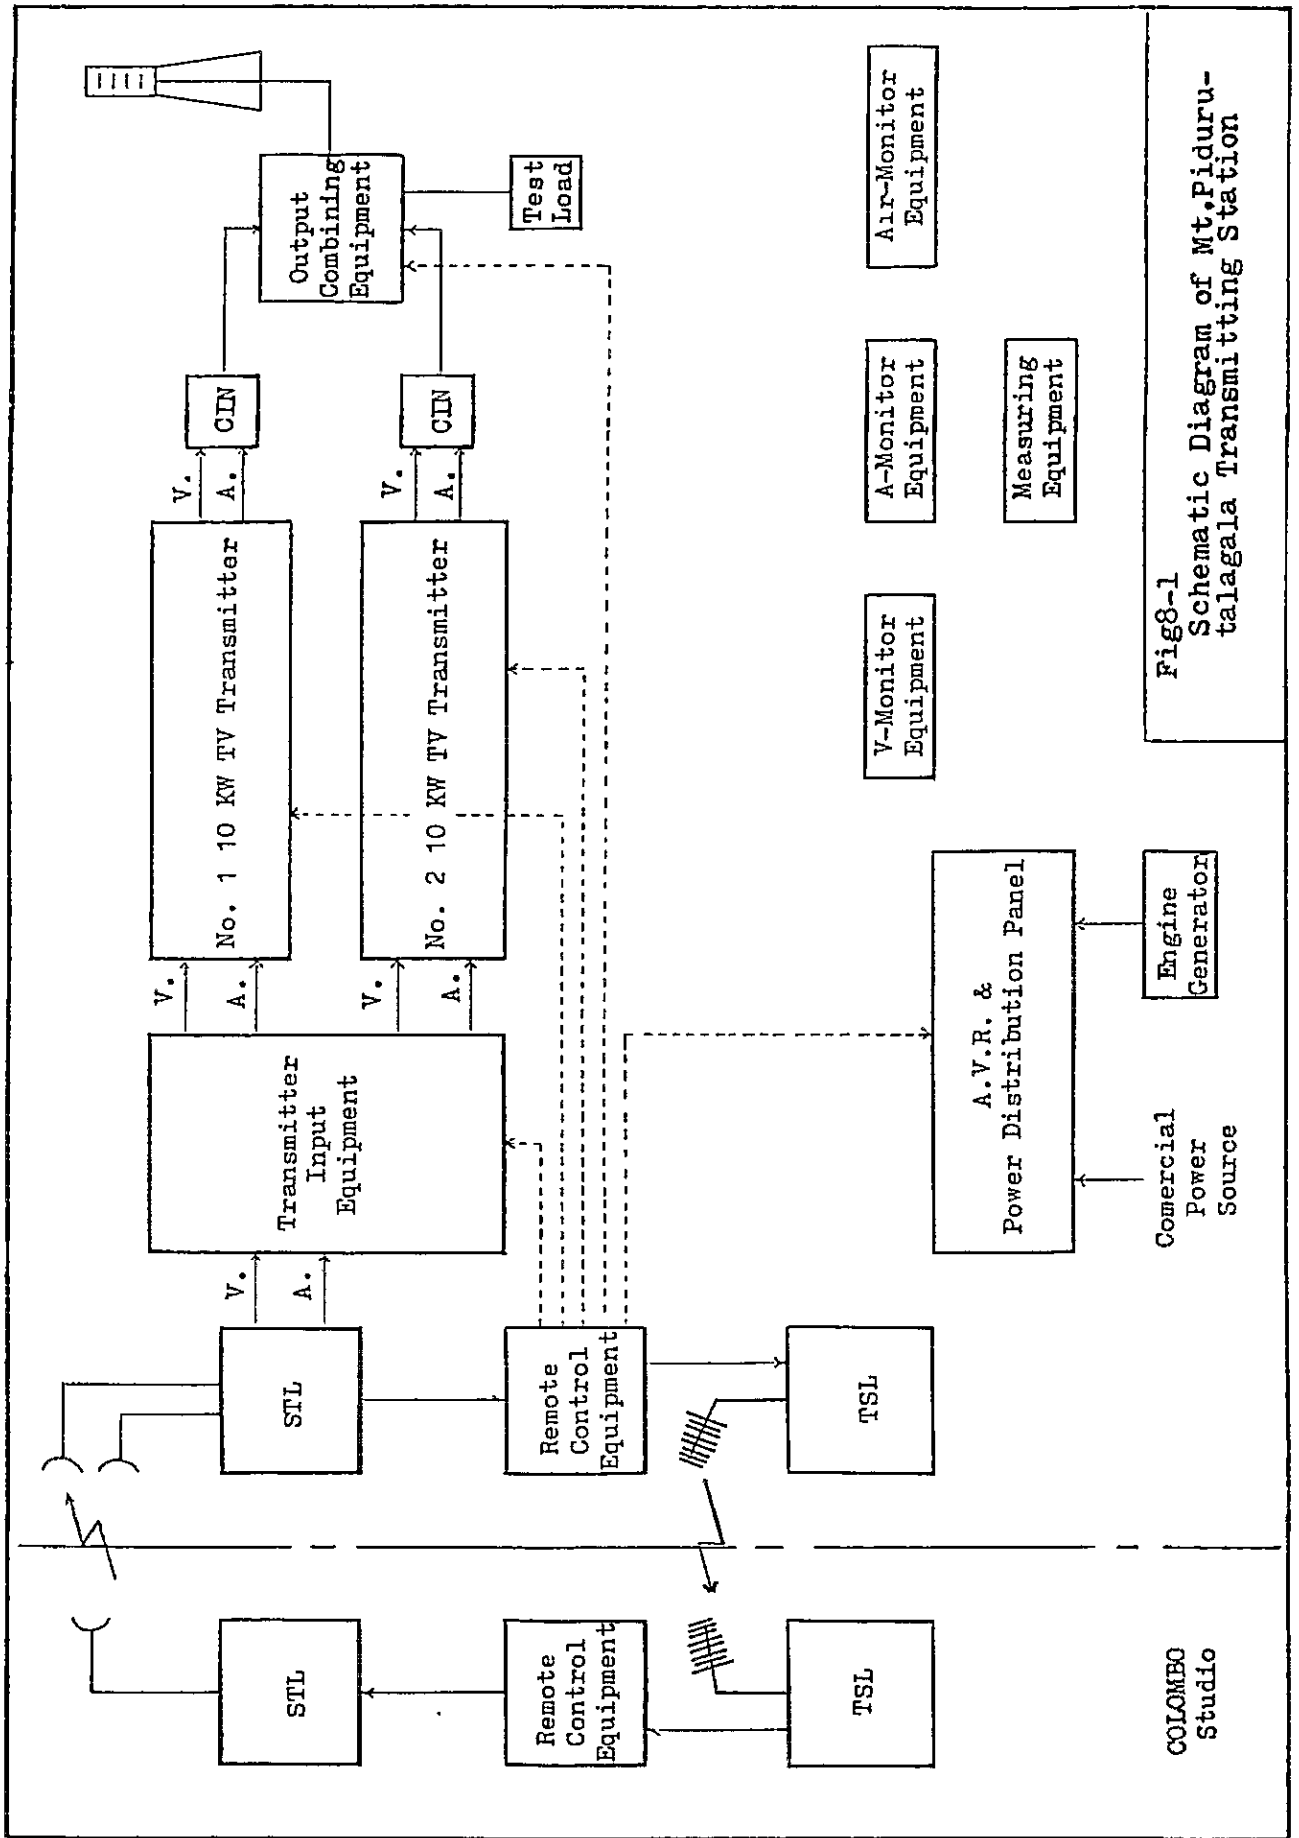 STL
Remote
Control
Equipment
TSL
COLOMBO
Studio
STL
V.
A.
Remote
Control
Equipment
TSL
Transmitter
Input
Equipment
V.
A.
V.
A.
No. 1 10 KW TV Transmitter
No. 2 10 KW TV Transmitter
V.
A.
V.
A.
CIN
CIN
Output
Combining
Equipment
Test
Load
A.V.R. &
Power Distribution Panel
Comercial
Power
Source
Engine
Generator
V-Monitor
Equipment
A-Monitor
Equipment
Air-Monitor
Equipment
Measuring
Equipment
Fig8-1
Schematic Diagram of Mt.Piduru-
talagala Transmitting Station